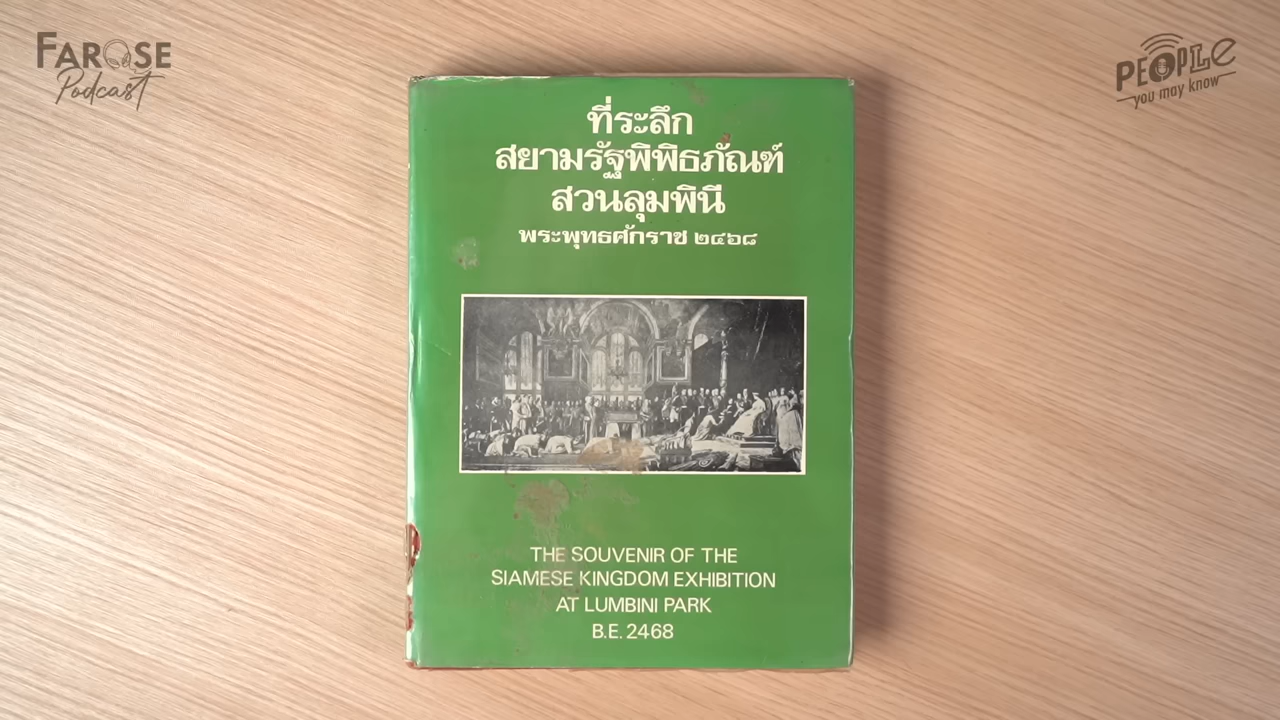 FAROSE
Podcast
PEOPLE
you may know
ที่ระลึก
สยามรัฐพิพิธภัณฑ์
สวนลุมพินี
พระพุทธศักราช ๒๔๖๘
THE SOUVENIR OF THE
SIAMESE KINGDOM EXHIBITION
AT LUMBINI PARK
B.E. 2468